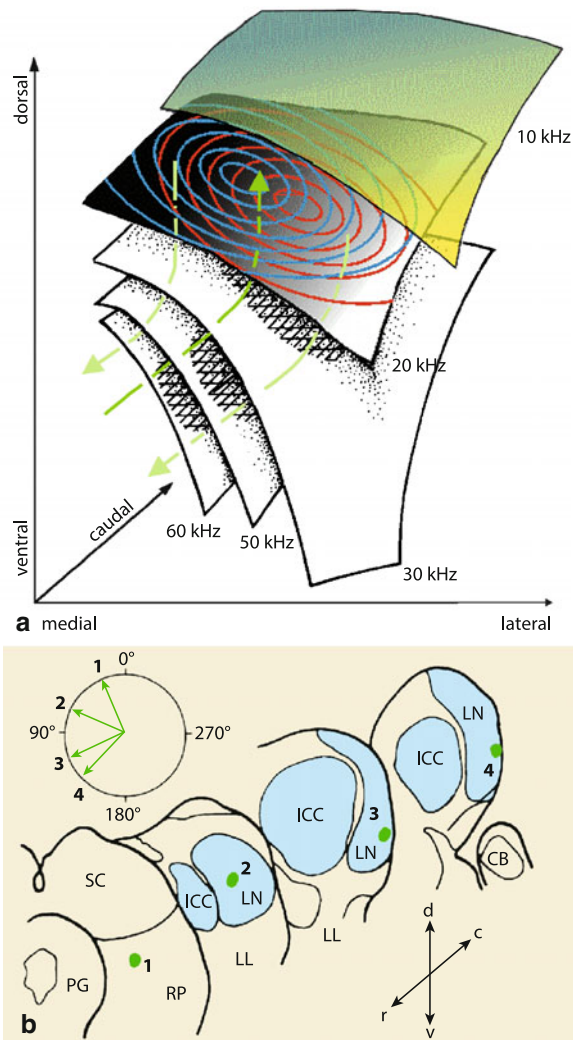 dorsal
10 kHz
20 kHz
caudal
ventral
60 kHz
50 kHz
30 kHz
a medial lateral
1 0°
2
90° 270°
3
4
180°
LN
ICC
4
ICC
3
LN
CB
SC
2
ICC
LN
LL
d
c
1
PG
RP
LL
r
v
b